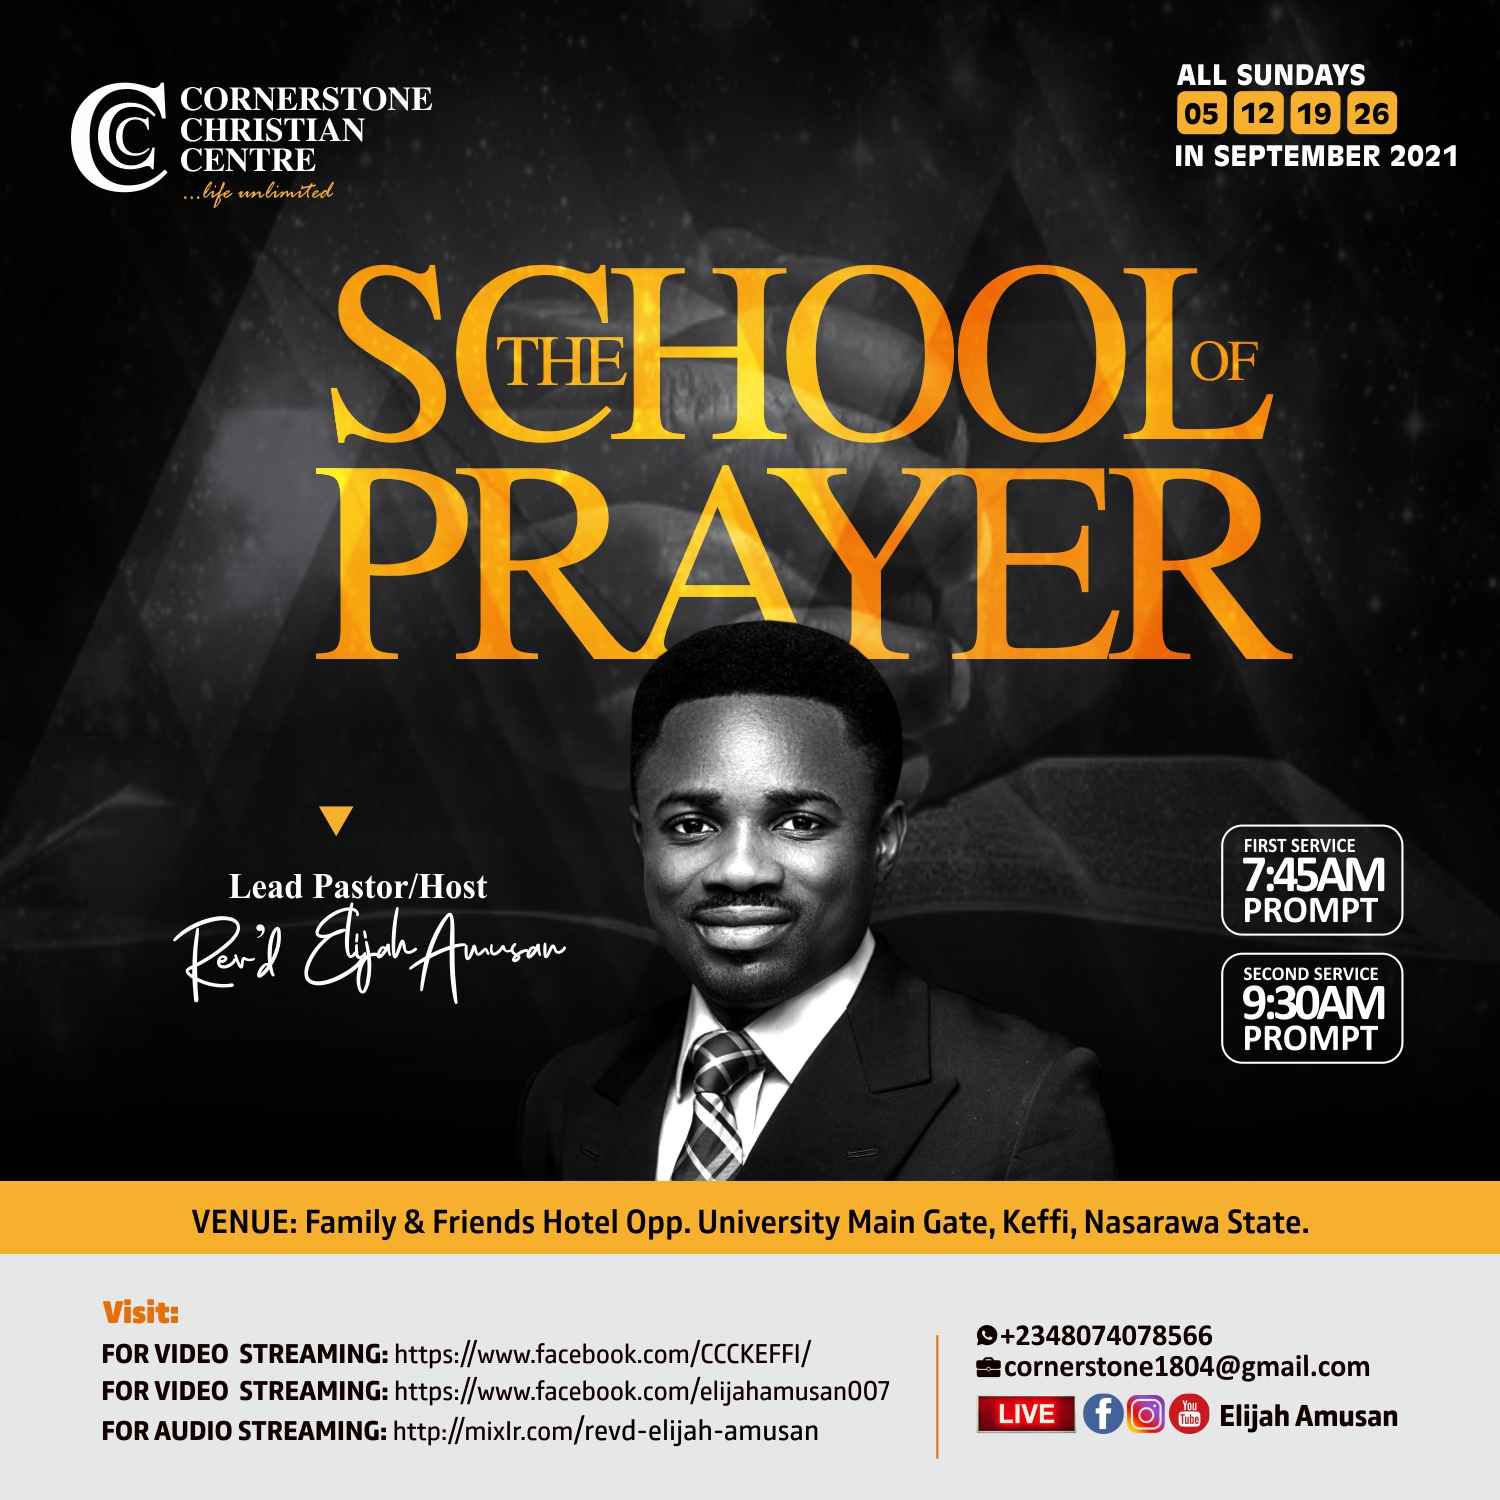 CCC
CORNERSTONE
CHRISTIAN
CENTRE
...life unlimited
ALL SUNDAYS
05 12 19 26
IN SEPTEMBER 2021
THE SCHOOL OF
PRAYER
Lead Pastor/Host
Rev'd Elijah Amusan
FIRST SERVICE
7:45AM
PROMPT
SECOND SERVICE
9:30AM
PROMPT
VENUE: Family & Friends Hotel Opp. University Main Gate, Keffi, Nasarawa State.
Visit:
FOR VIDEO STREAMING: https://www.facebook.com/CCCKEFFI/
FOR VIDEO STREAMING: https://www.facebook.com/elijahamusan007
FOR AUDIO STREAMING: http://mixlr.com/revd-elijah-amusan
+2348074078566
cornerstone1804@gmail.com
LIVE f You Tube Elijah Amusan